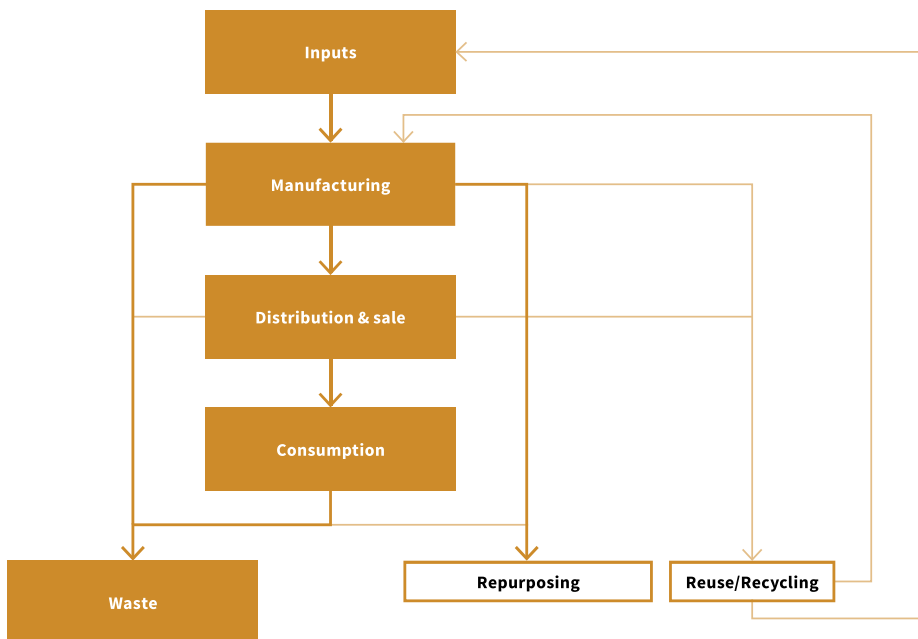 Inputs
Manufacturing
Distribution & sale
Consumption
Repurposing
Reuse/Recycling
Waste